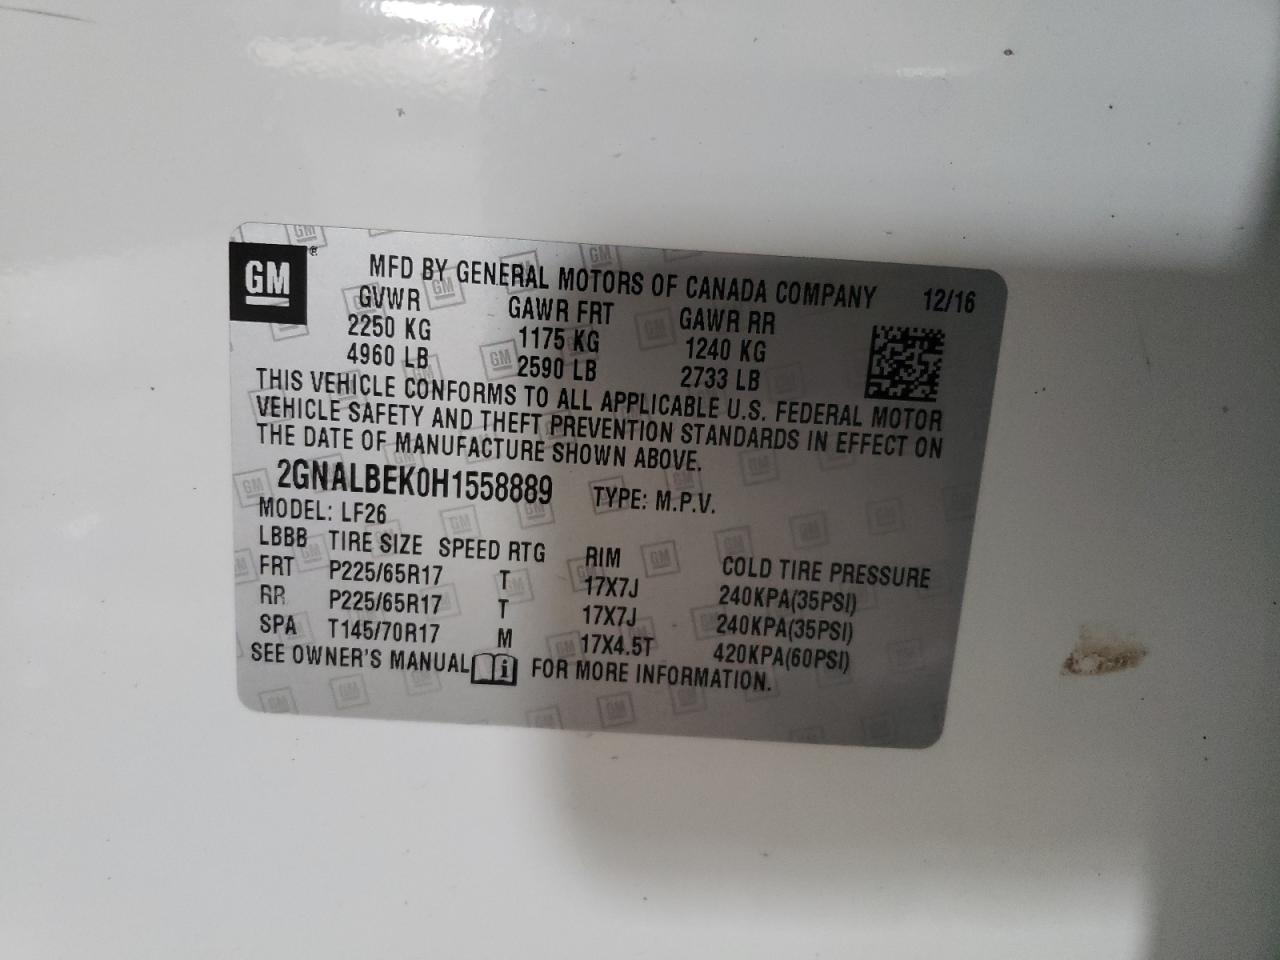 GM ®
MFD BY GENERAL MOTORS OF CANADA COMPANY 12/16
GVWR GAWR FRT GAWR RR
2250 KG 1175 KG 1240 KG
4960 LB 2590 LB 2733 LB
THIS VEHICLE CONFORMS TO ALL APPLICABLE U.S. FEDERAL MOTOR
VEHICLE SAFETY AND THEFT PREVENTION STANDARDS IN EFFECT ON
THE DATE OF MANUFACTURE SHOWN ABOVE.
2GNALBEK0H1558889 TYPE: M.P.V.
MODEL: LF26
LBBB TIRE SIZE SPEED RTG RIM COLD TIRE PRESSURE
FRT P225/65R17 T 17X7J 240KPA(35PSI)
RR P225/65R17 T 17X7J 240KPA(35PSI)
SPA T145/70R17 M 17X4.5T 420KPA(60PSI)
SEE OWNER'S MANUAL i FOR MORE INFORMATION.